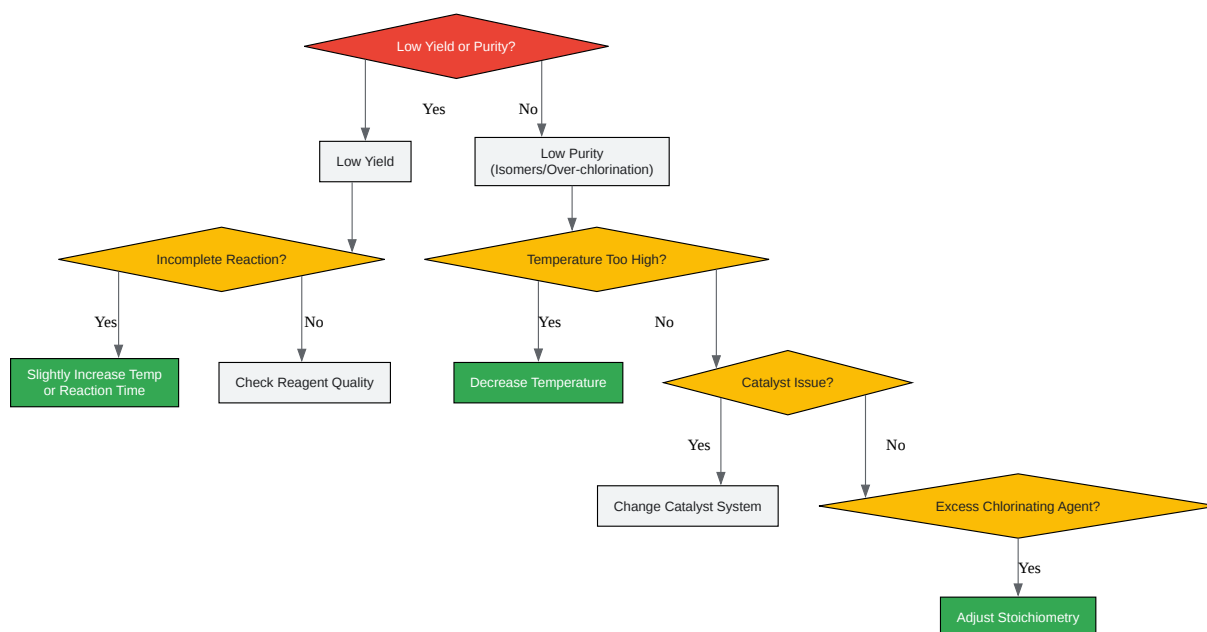 Low Yield or Purity?
Yes
No
Low Yield
Low Purity
(Isomers/Over-chlorination)
Incomplete Reaction?
Temperature Too High?
Yes
No
Yes
No
Slightly Increase Temp
or Reaction Time
Check Reagent Quality
Decrease Temperature
Catalyst Issue?
Yes
No
Change Catalyst System
Excess Chlorinating Agent?
Yes
Adjust Stoichiometry